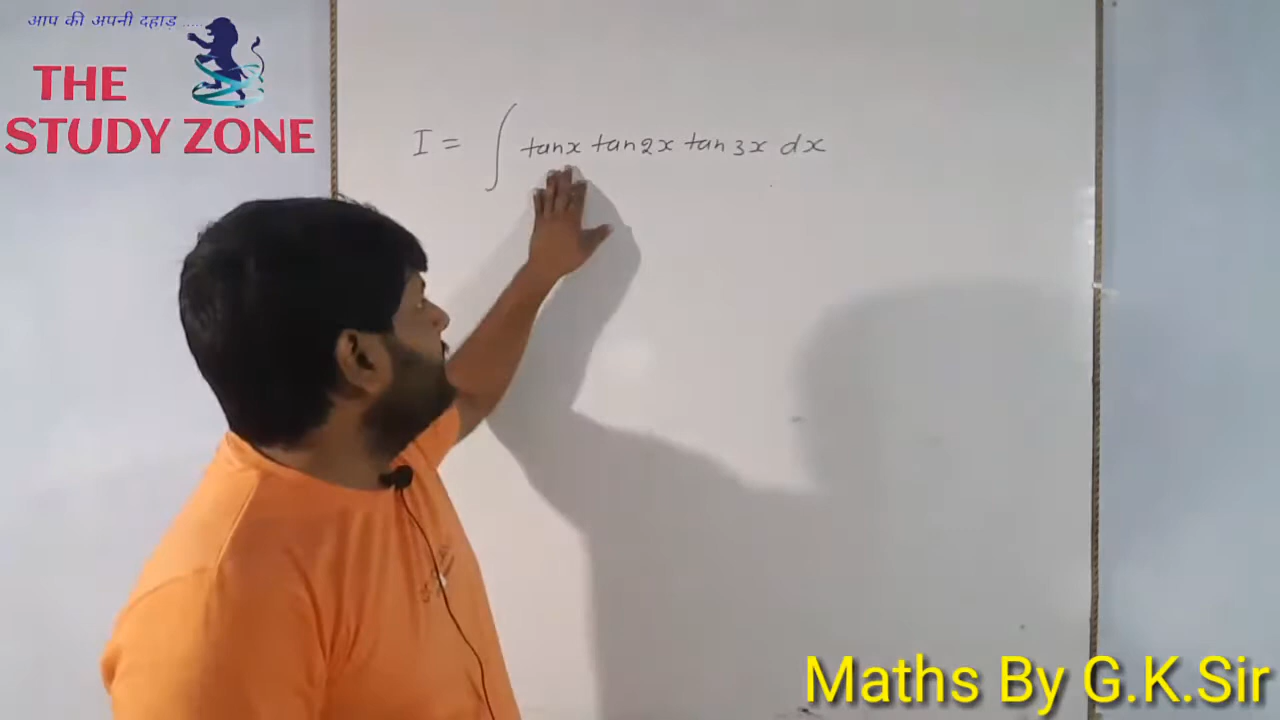 आप की अपनी दहाड़ .....
THE
STUDY ZONE
I = ∫ tanx tan2x tan3x dx
Maths By G.K.Sir